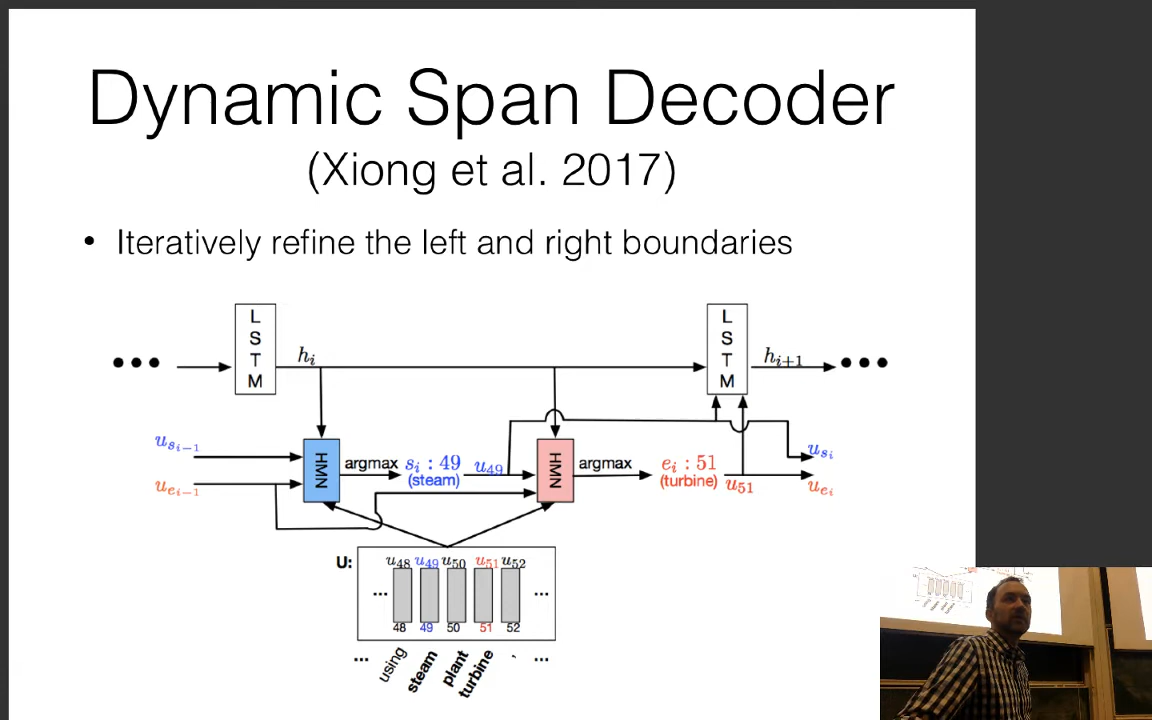 Dynamic Span Decoder
(Xiong et al. 2017)
• Iteratively refine the left and right boundaries
LSTM
h_i
LSTM
h_{i+1}
u_{s_{i-1}}
u_{e_{i-1}}
HMN
argmax
s_i : 49
(steam)
u_49
HMN
argmax
e_i : 51
(turbine)
u_51
u_{s_i}
u_{e_i}
U:
u_48 u_49 u_50 u_51 u_52
... ...
48 49 50 51 52
... using steam plant turbine , ...